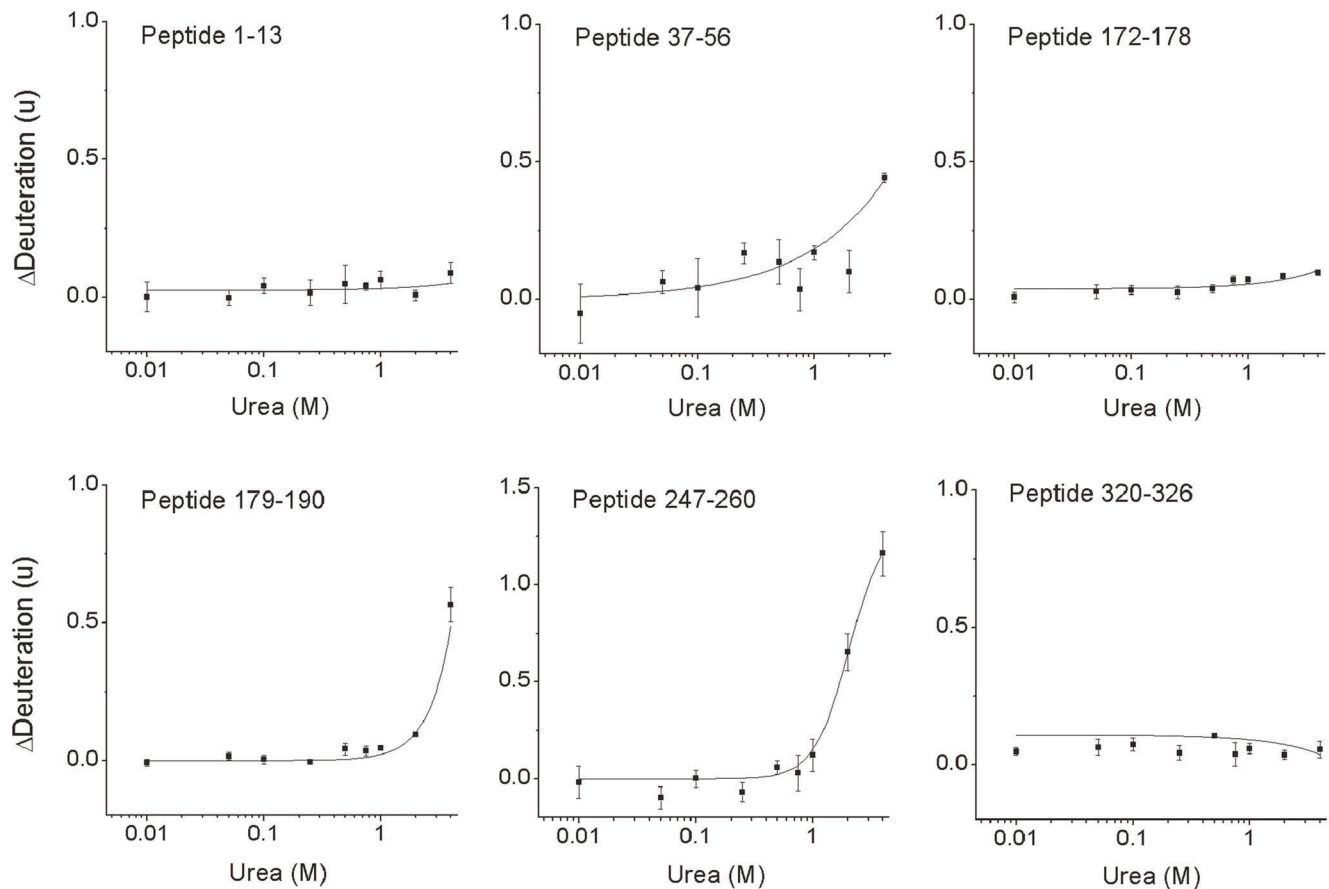 Peptide 1-13
1.0
0.5
0.0
ΔDeuteration (u)
0.01 0.1 1
Urea (M)
Peptide 37-56
1.0
0.5
0.0
0.01 0.1 1
Urea (M)
Peptide 172-178
1.0
0.5
0.0
0.01 0.1 1
Urea (M)
Peptide 179-190
1.0
0.5
0.0
ΔDeuteration (u)
0.01 0.1 1
Urea (M)
Peptide 247-260
1.5
1.0
0.5
0.0
0.01 0.1 1
Urea (M)
Peptide 320-326
1.0
0.5
0.0
0.01 0.1 1
Urea (M)